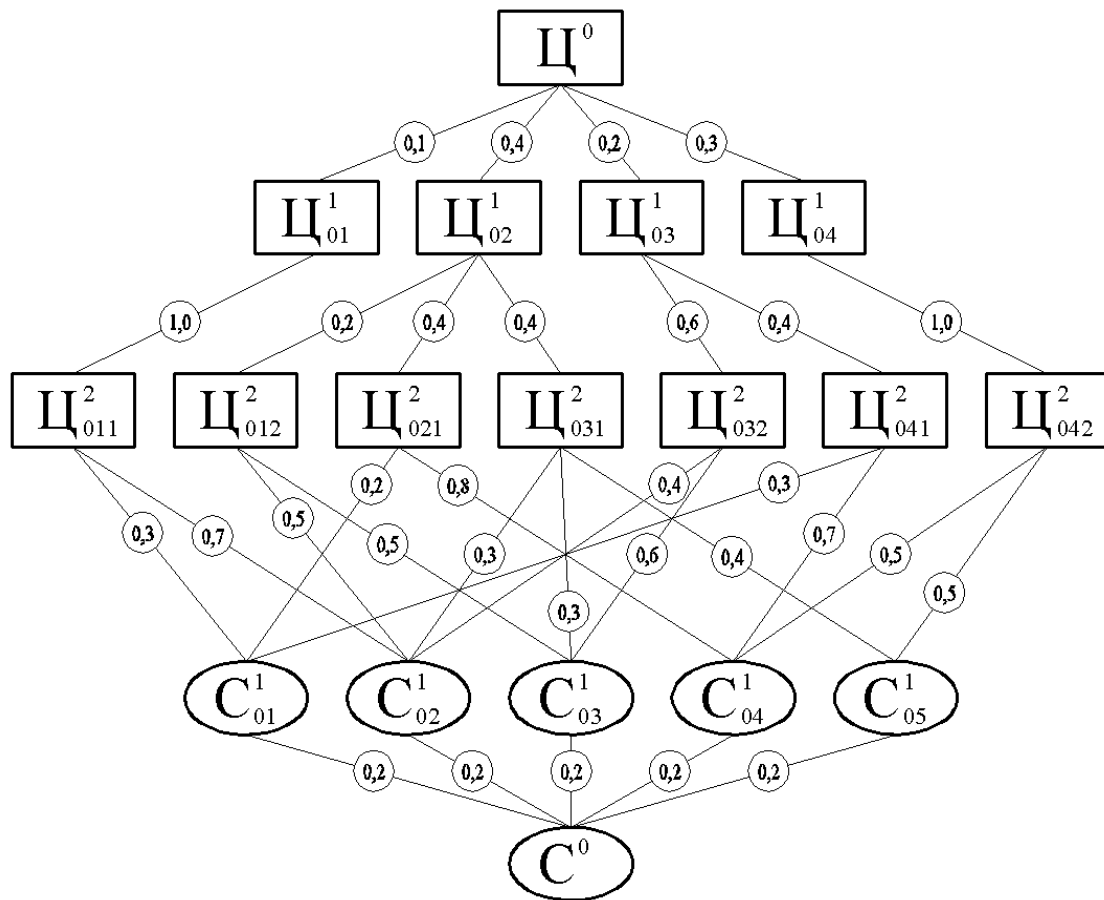 Ц⁰
0,1 0,4 0,2 0,3
Ц¹₀₁ Ц¹₀₂ Ц¹₀₃ Ц¹₀₄
1,0 0,2 0,4 0,4 0,6 0,4 1,0
Ц²₀₁₁ Ц²₀₁₂ Ц²₀₂₁ Ц²₀₃₁ Ц²₀₃₂ Ц²₀₄₁ Ц²₀₄₂
0,2 0,8 0,4 0,3
0,3 0,7 0,5 0,5 0,3 0,6 0,4 0,7 0,5
0,3 0,5
С¹₀₁ С¹₀₂ С¹₀₃ С¹₀₄ С¹₀₅
0,2 0,2 0,2 0,2 0,2
С⁰